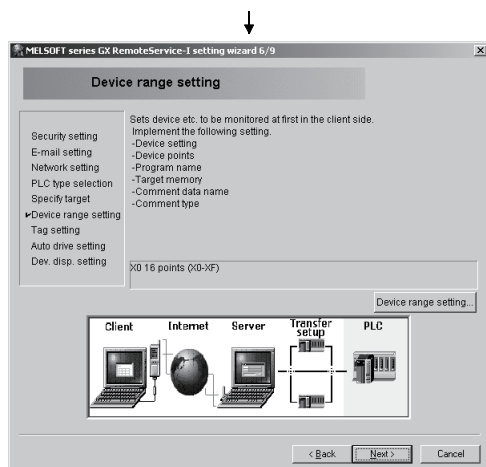 MELSOFT series GX RemoteService-I setting wizard 6/9
Device range setting
Security setting
E-mail setting
Network setting
PLC type selection
Specify target
Device range setting
Tag setting
Auto drive setting
Dev. disp. setting
Sets device etc. to be monitored at first in the client side.
Implement the following setting.
-Device setting
-Device points
-Program name
-Target memory
-Comment data name
-Comment type
X0 16 points (X0-XF)
Device range setting...
Client Internet Server Transfer setup PLC
< Back Next > Cancel